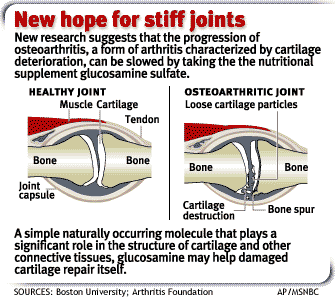 New hope for stiff joints
New research suggests that the progression of
osteoarthritis, a form of arthritis characterized by cartilage
deterioration, can be slowed by taking the the nutritional
supplement glucosamine sulfate.
HEALTHY JOINT
Muscle Cartilage
Tendon
Bone
Bone
Joint
capsule
OSTEOARTHRITIC JOINT
Loose cartilage particles
Bone
Bone
Cartilage
destruction
Bone spur
A simple naturally occurring molecule that plays a
significant role in the structure of cartilage and other
connective tissues, glucosamine may help damaged
cartilage repair itself.
SOURCES: Boston University; Arthritis Foundation
AP/MSNBC